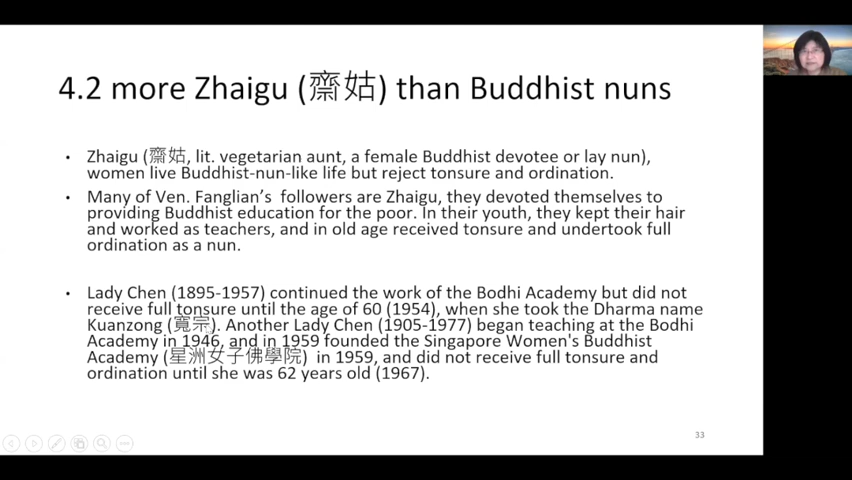 4.2 more Zhaigu (齋姑) than Buddhist nuns
• Zhaigu (齋姑, lit. vegetarian aunt, a female Buddhist devotee or lay nun),
women live Buddhist-nun-like life but reject tonsure and ordination.
• Many of Ven. Fanglian's followers are Zhaigu, they devoted themselves to
providing Buddhist education for the poor. In their youth, they kept their hair
and worked as teachers, and in old age received tonsure and undertook full
ordination as a nun.
• Lady Chen (1895-1957) continued the work of the Bodhi Academy but did not
receive full tonsure until the age of 60 (1954), when she took the Dharma name
Kuanzong (寬宗). Another Lady Chen (1905-1977) began teaching at the Bodhi
Academy in 1946, and in 1959 founded the Singapore Women's Buddhist
Academy (星洲女子佛學院) in 1959, and did not receive full tonsure and
ordination until she was 62 years old (1967).
33